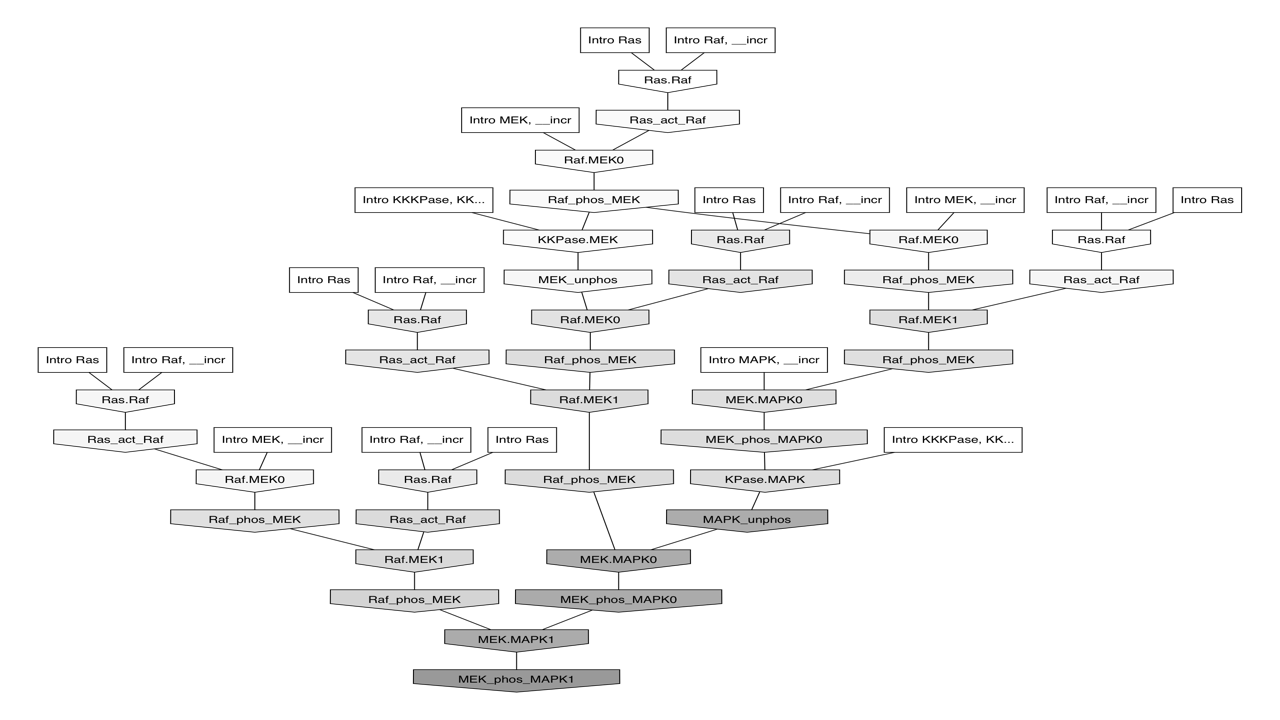 Intro Ras
Intro Raf, __incr
Ras.Raf
Intro MEK, __incr
Ras_act_Raf
Raf.MEK0
Intro KKKPase, KK...
Raf_phos_MEK
Intro Ras
Intro Raf, __incr
Intro MEK, __incr
Intro Raf, __incr
Intro Ras
KKPase.MEK
Ras.Raf
Raf.MEK0
Ras.Raf
Intro Ras
Intro Raf, __incr
MEK_unphos
Ras_act_Raf
Raf_phos_MEK
Ras_act_Raf
Ras.Raf
Raf.MEK0
Raf.MEK1
Intro Ras
Intro Raf, __incr
Ras_act_Raf
Raf_phos_MEK
Intro MAPK, __incr
Raf_phos_MEK
Ras.Raf
Raf.MEK1
MEK.MAPK0
Ras_act_Raf
Intro MEK, __incr
Intro Raf, __incr
Intro Ras
MEK_phos_MAPK0
Intro KKKPase, KK...
Raf.MEK0
Ras.Raf
Raf_phos_MEK
KPase.MAPK
Raf_phos_MEK
Ras_act_Raf
MAPK_unphos
Raf.MEK1
MEK.MAPK0
Raf_phos_MEK
MEK_phos_MAPK0
MEK.MAPK1
MEK_phos_MAPK1